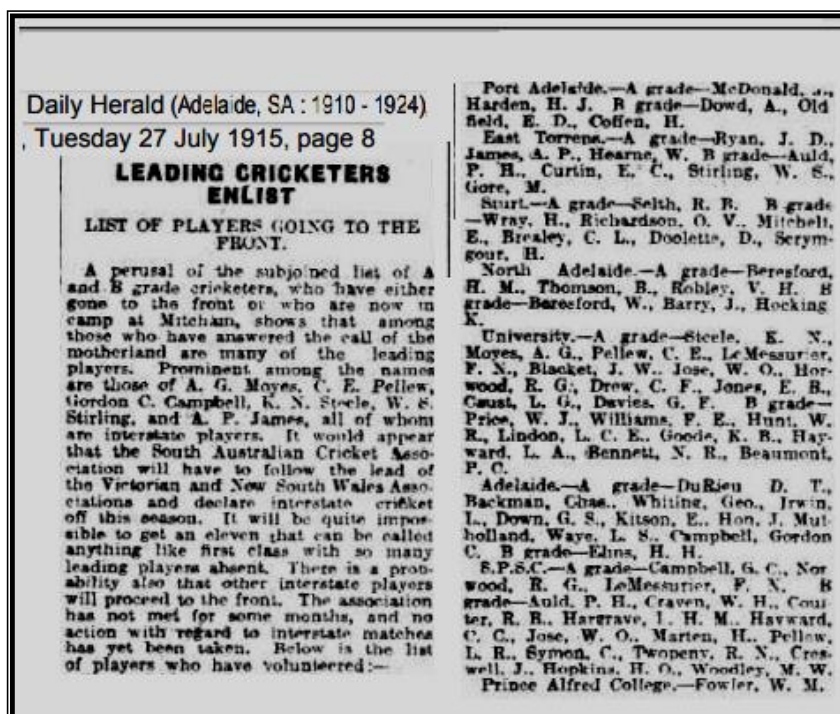 Daily Herald (Adelaide, SA : 1910 - 1924)
, Tuesday 27 July 1915, page 8
LEADING CRICKETERS
ENLIST
LIST OF PLAYERS GOING TO THE
FRONT.
A perusal of the subjoined list of A
and B grade cricketers, who have either
gone to the front or who are now in
camp at Mitcham, shows that among
those who have answered the call of the
motherland are many of the leading
players. Prominent among the names
are those of A. G. Moyes, C. E. Pellew,
Gordon C. Campbell, K. N. Steele, W. S.
Stirling, and A. P. James, all of whom
are interstate players. It would appear
that the South Australian Cricket Asso-
ciation will have to follow the lead of
the Victorian and New South Wales Asso-
ciations and declare interstate cricket
off this season. It will be quite impos-
sible to get an eleven that can be called
anything like first class with so many
leading players absent. There is a prob-
ability also that other interstate players
will proceed to the front. The association
has not met for some months, and no
action with regard to interstate matches
has yet been taken. Below is the list
of players who have volunteered:—
Port Adelaide.—A grade—McDonald,
Harden, H. J. B grade—Dowd, A., Old
field, E. D., Coffen, H.
East Torrens.—A grade—Ryan, J. D.,
James, A. P., Hearne, W. B grade—Auld,
P. H., Curtin, E. C., Stirling, W. S.,
Gore, M.
Sturt.—A grade—Selth, R. B. B grade
—Wray, H., Richardson, O. V., Mitchell,
E., Brealey, C. L., Doolette, D., Scrym-
gour, H.
North Adelaide.—A grade—Beresford,
H. M., Thomson, B., Robley, V. H. B
grade—Beresford, W., Barry, J., Hocking
K.
University.—A grade—Steele, K. N.,
Moyes, A. G., Pellew, C. E., LeMessurier,
F. N., Blacket, J. W., Jose, W. O., Hor-
wood, R. G., Drew, C. F., Jones, E. B.,
Caust, L. G., Davies, G. F. B grade—
Price, W. J., Williams, F. E., Hunt, W.
R., Lindon, L. C. E., Goode, K. B., Hay-
ward, L. A., Bennett, N. R., Beaumont,
P. C.
Adelaide.—A grade—DuRieu D. T.,
Backman, Chas., Whiting, Geo., Irwin,
L., Down, G. S., Kitson, E., Hon. J. Mul
holland, Waye, L. S., Campbell, Gordon
C. B grade—Ehns, H. H.
S.P.S.C.—A grade—Campbell, G. C., Nor
wood, R. G., LeMessurier, F. N. B
grade—Auld, P. H., Craven, W. H., Coul
ter, R. B., Hargrave, I. H. M., Hayward,
C. C., Jose, W. O., Marten, H., Pellew,
L. R., Symon, C., Twopeny, R. N., Cres
well, J., Hopkins, H. O., Woodley, M. W.
Prince Alfred College.—Fowler, W. M.